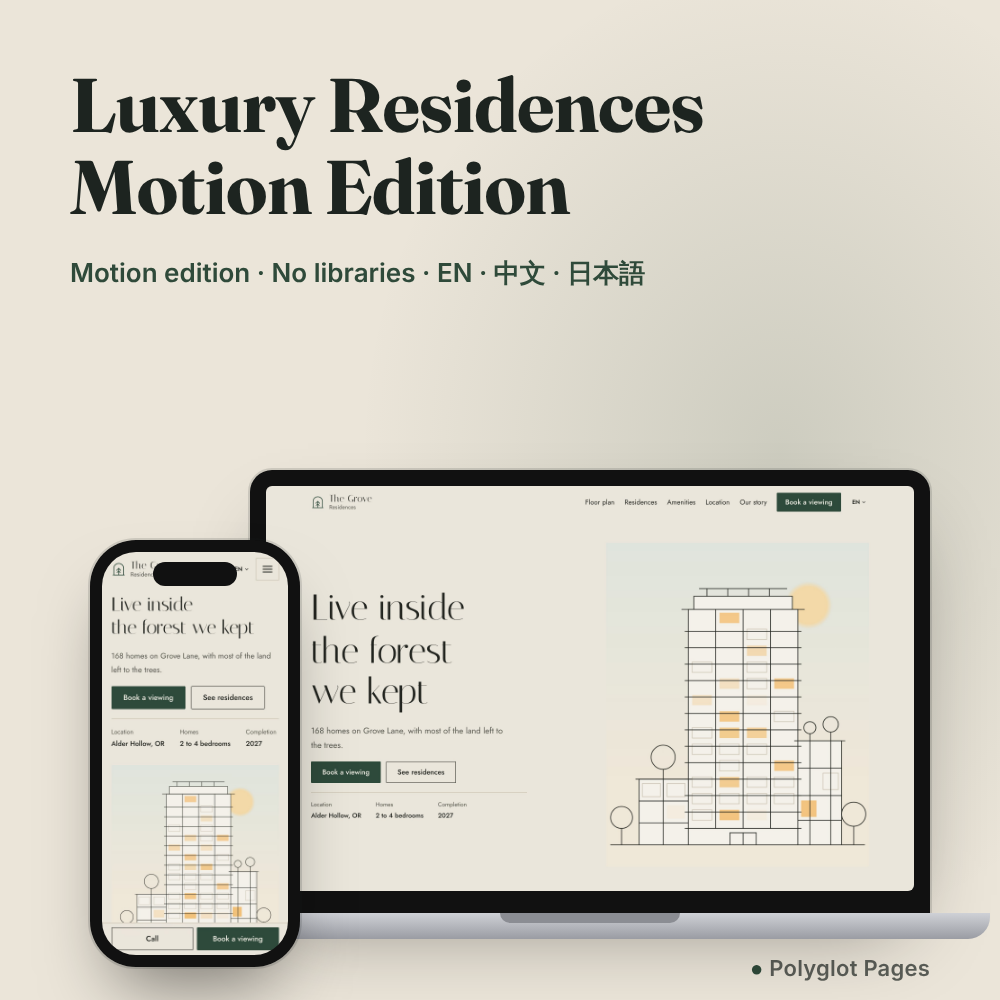 Luxury Residences
Motion Edition
Motion edition · No libraries · EN · 中文 · 日本語
The Grove
Residences
Floor plan Residences Amenities Location Our story Book a viewing EN
Live inside
the forest
we kept
168 homes on Grove Lane, with most of the land left to
the trees.
Book a viewing See residences
Location Homes Completion
Alder Hollow, OR 2 to 4 bedrooms 2027
Live inside
the forest we kept
168 homes on Grove Lane, with most of the land
left to the trees.
Book a viewing See residences
Location Homes Completion
Alder Hollow, OR 2 to 4 bedrooms 2027
Call Book a viewing
• Polyglot Pages